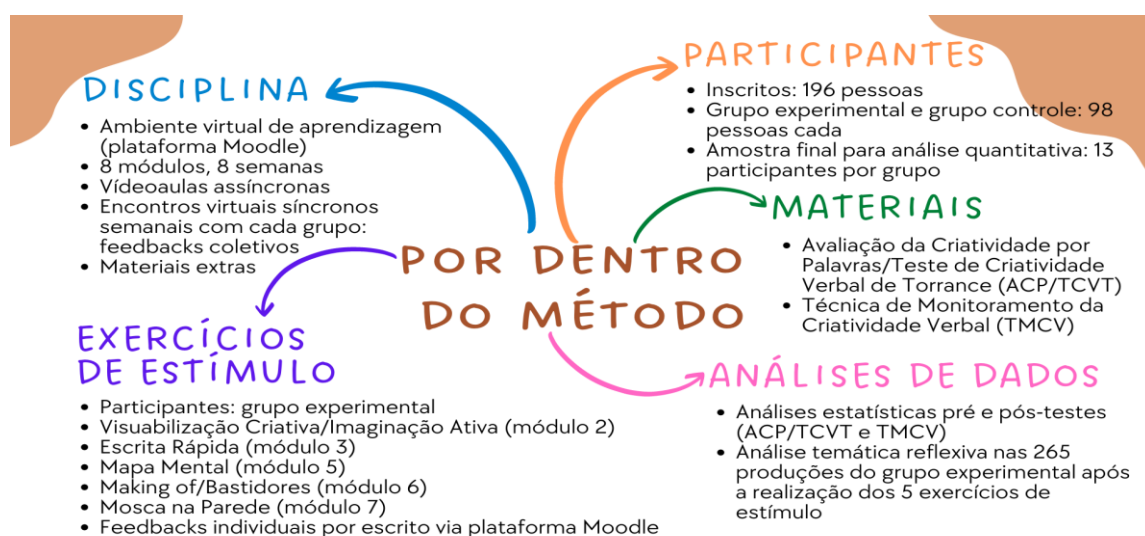 DISCIPLINA
• Ambiente virtual de aprendizagem
(plataforma Moodle)
• 8 módulos, 8 semanas
• Vídeoaulas assíncronas
• Encontros virtuais síncronos
semanais com cada grupo:
feedbacks coletivos
• Materiais extras
PARTICIPANTES
• Inscritos: 196 pessoas
• Grupo experimental e grupo controle: 98
pessoas cada
• Amostra final para análise quantitativa: 13
participantes por grupo
MATERIAIS
• Avaliação da Criatividade por
Palavras/Teste de Criatividade
Verbal de Torrance (ACP/TCVT)
• Técnica de Monitoramento da
Criatividade Verbal (TMCV)
POR DENTRO
DO MÉTODO
EXERCÍCIOS
DE ESTÍMULO
• Participantes: grupo experimental
• Visuabilização Criativa/Imaginação Ativa (módulo 2)
• Escrita Rápida (módulo 3)
• Mapa Mental (módulo 5)
• Making of/Bastidores (módulo 6)
• Mosca na Parede (módulo 7)
• Feedbacks individuais por escrito via plataforma Moodle
ANÁLISES DE DADOS
• Análises estatísticas pré e pós-testes
(ACP/TCVT e TMCV)
• Análise temática reflexiva nas 265
produções do grupo experimental após
a realização dos 5 exercícios de
estímulo